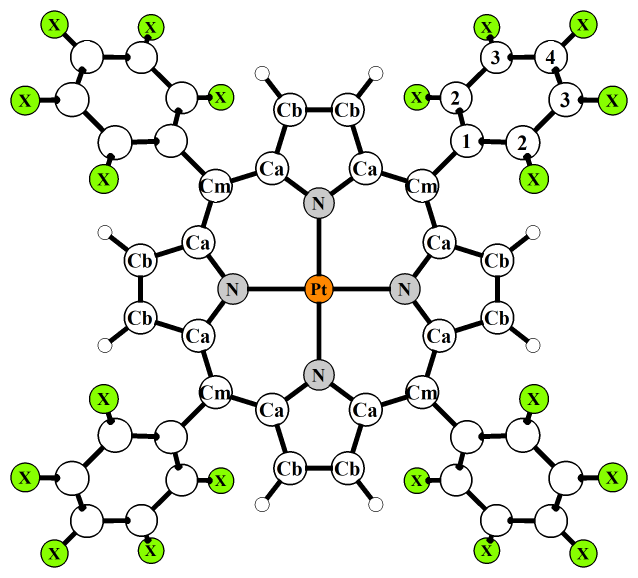 X X X X
3 4
X X X 3 X
Cb Cb 2
1 2
X Ca Ca X
Cm Cm
N
Ca Ca
Cb Cb
N Pt N
Cb Cb
Ca Ca
N
Cm Cm
X Ca Ca X
X Cb Cb X
X X X X
X X X X